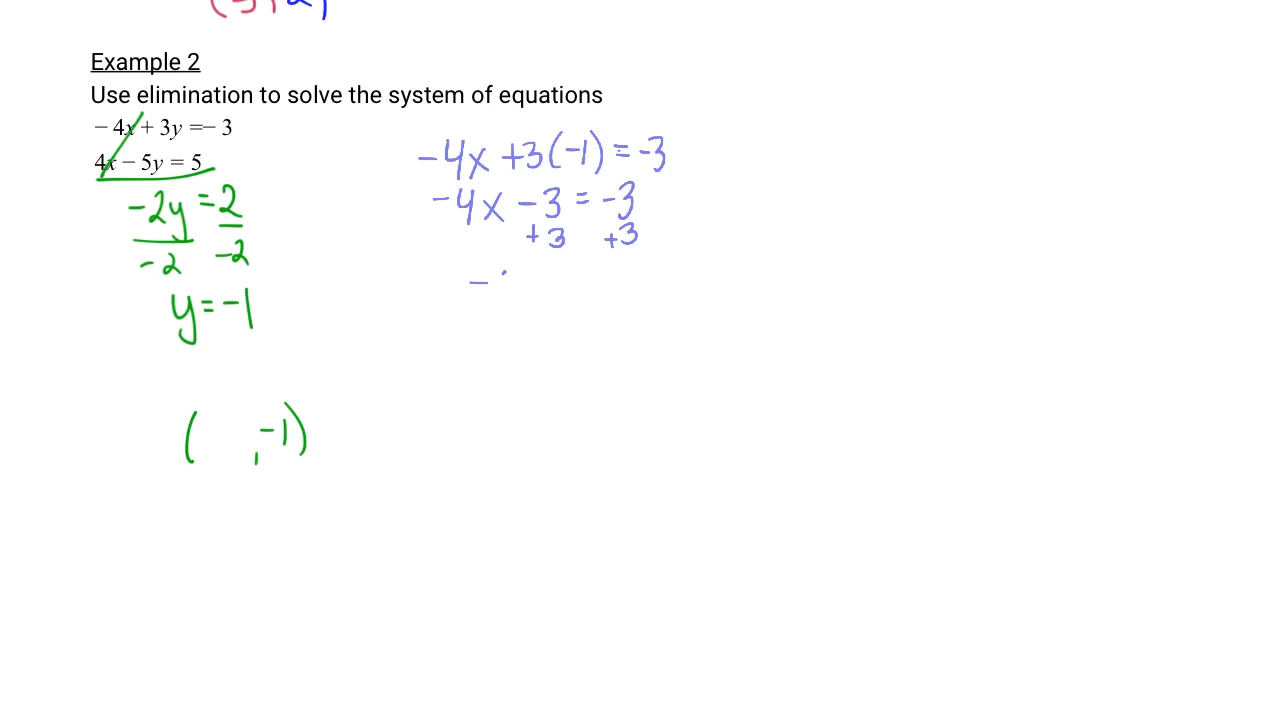 Example 2
Use elimination to solve the system of equations
− 4x + 3y =− 3
4x − 5y = 5
-2y = 2
-2 -2
y = -1
( , -1)
-4x +3(-1) = -3
-4x - 3 = -3
+3 +3
-